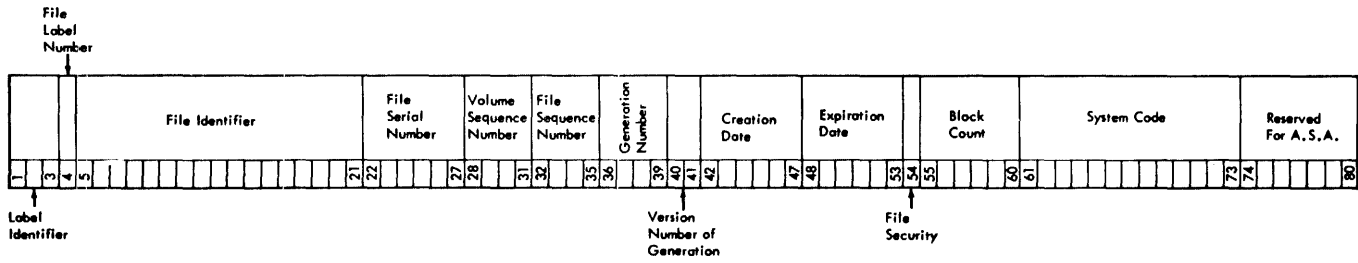 File
Label
Number
File Identifier
File
Serial
Number
Volume
Sequence
Number
File
Sequence
Number
Generation
Number
Creation
Date
Expiration
Date
Block
Count
System Code
Reserved
For A.S.A.
1 3 4 5 21 22 27 28 31 32 35 36 39 40 41 42 47 48 53 54 55 60 61 73 74 80
Label
Identifier
Version
Number of
Generation
File
Security